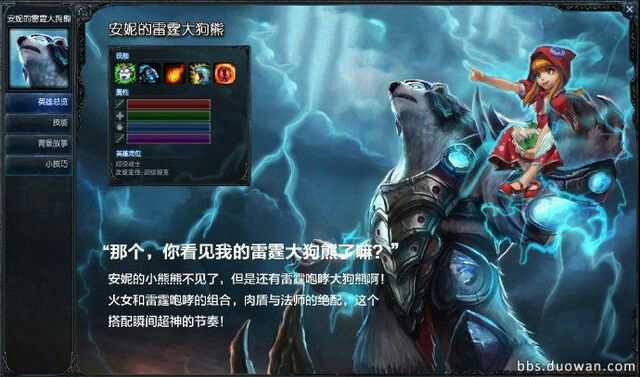 安妮的雷霆大狗熊
安妮的雷霆大狗熊
技能
属性
英雄定位
英雄总览
技能
背景故事
小技巧
“那个，你看见我的雷霆大狗熊了嘛？”
安妮的小熊熊不见了，但是还有雷霆咆哮大狗熊啊！
火女和雷霆咆哮的组合，肉盾与法师的绝配，这个
搭配瞬间超神的节奏！
bbs.duowan.com